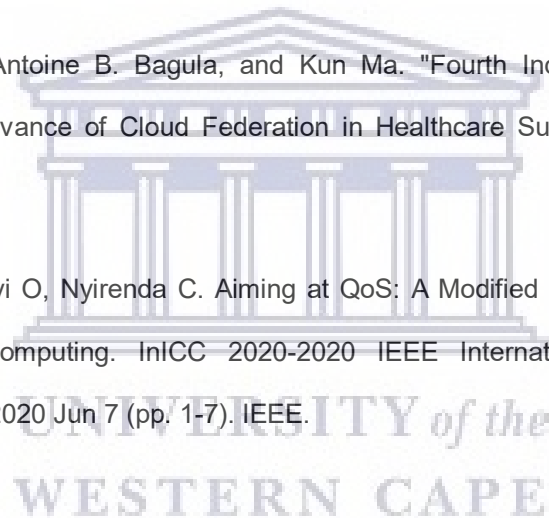 Antoine B. Bagula, and Kun Ma. "Fourth Inc
vance of Cloud Federation in Healthcare Su
vi O, Nyirenda C. Aiming at QoS: A Modified
omputing. InICC 2020-2020 IEEE Internat
2020 Jun 7 (pp. 1-7). IEEE.
UNIVERSITY of the
WESTERN CAPE